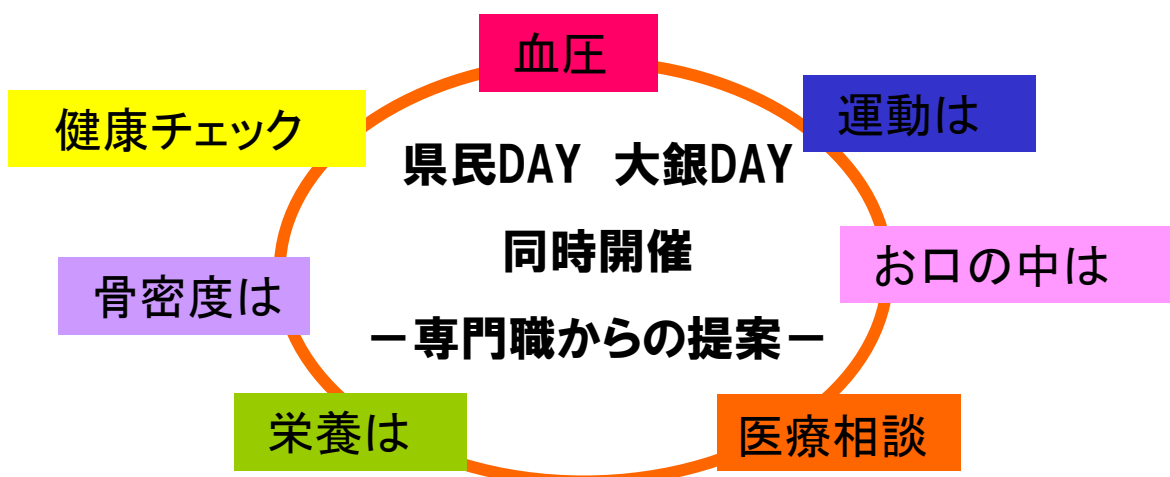 血圧
健康チェック
運動は
県民DAY 大銀DAY
同時開催
お口の中は
骨密度は
－専門職からの提案－
栄養は
医療相談